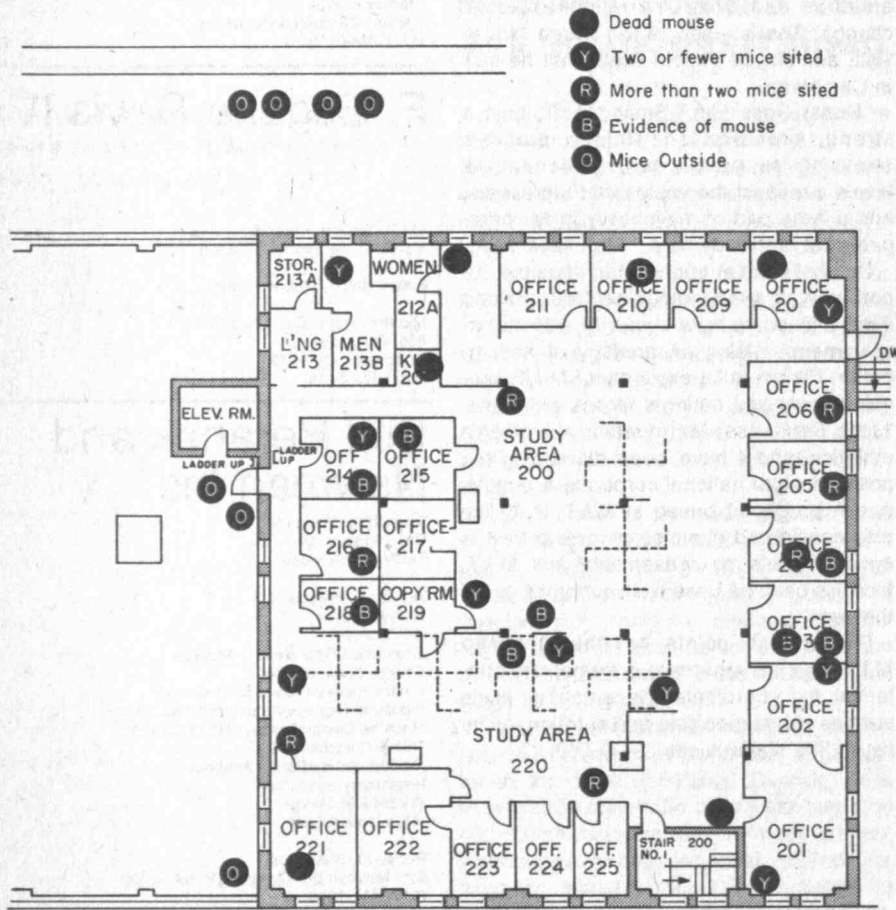 Dead mouse
Y Two or fewer mice sited
R More than two mice sited
B Evidence of mouse
O Mice Outside
O O O O
STOR. 213A
Y
WOMEN 212A
OFFICE 211
B
OFFICE 210
OFFICE 209
OFFICE
Y
L'NG 213
MEN 213B
DW
ELEV. RM.
LADDER UP
LADDER UP
R
OFFICE 206
R
STUDY AREA 200
Y
OFF 214
B
B
OFFICE 215
OFFICE 205
R
O
O
OFFICE 216
R
OFFICE 217
R
B
OFFICE 218
B
COPY RM. 219
Y
B
B
Y
B
B
Y
Y
Y
OFFICE 202
R
STUDY AREA 220
R
OFFICE 221
OFFICE 222
OFFICE 223
OFF. 224
OFF. 225
STAIR NO. 1
200
OFFICE 201
O
Y